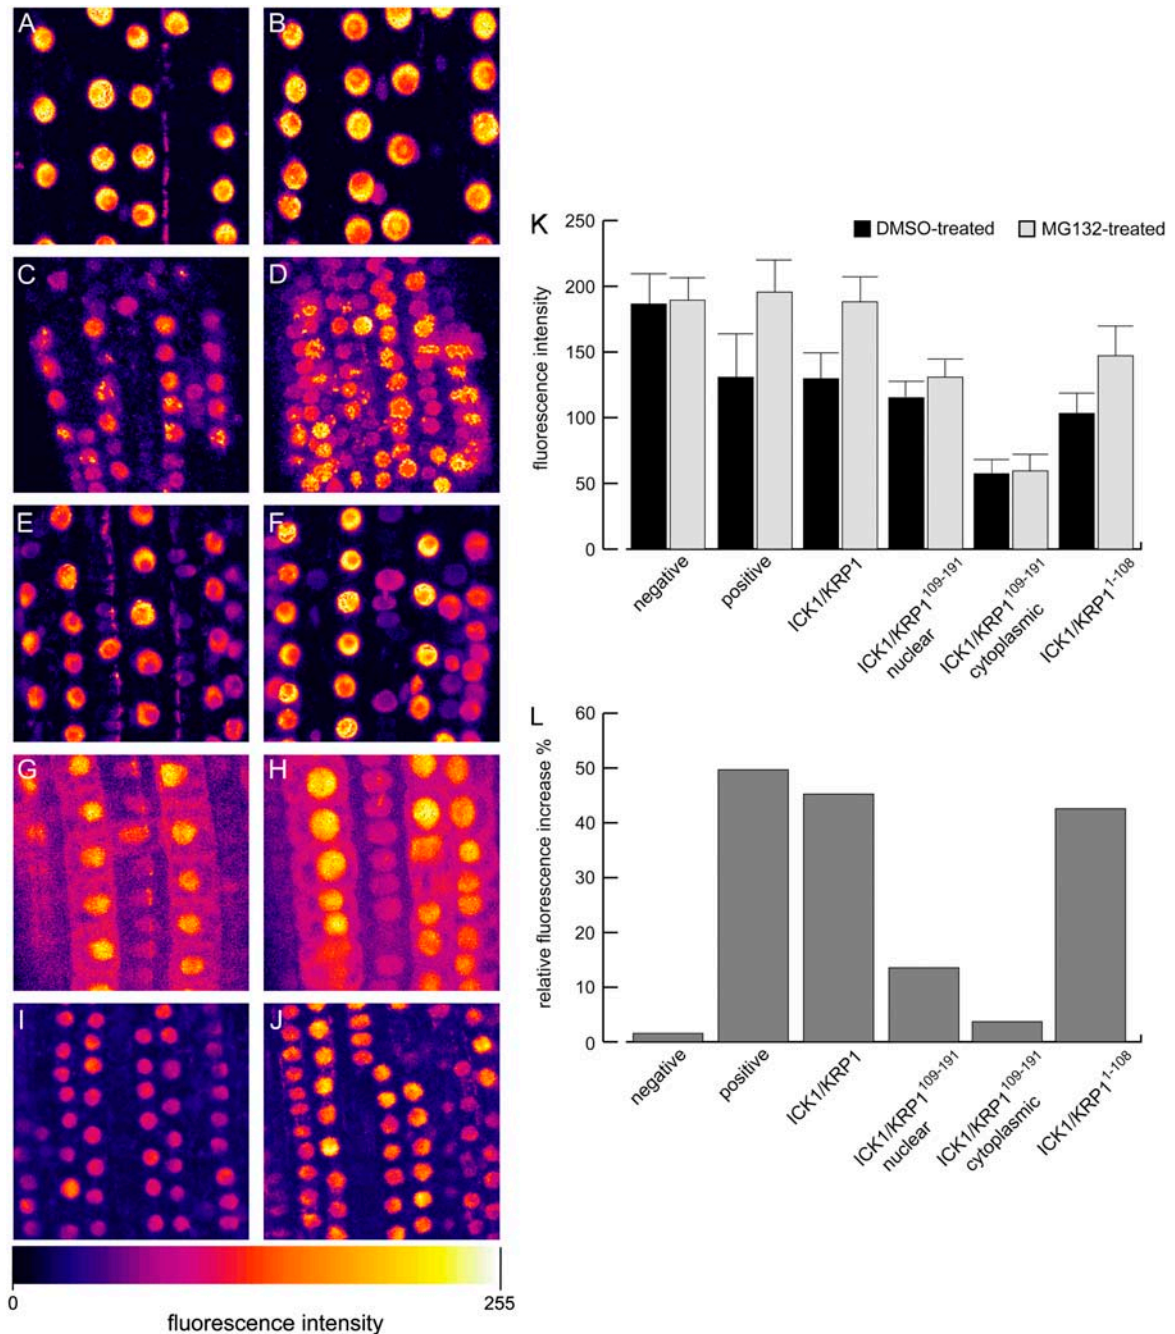 A
B
C
D
E
F
G
H
I
J
0
255
fluorescence intensity
K
DMSO-treated
MG132-treated
250
200
150
100
50
0
fluorescence intensity
negative
positive
ICK1/KRP1
ICK1/KRP1¹⁰⁹⁻¹⁹¹
nuclear
ICK1/KRP1¹⁰⁹⁻¹⁹¹
cytoplasmic
ICK1/KRP1¹⁻¹⁰⁸
L
60
50
40
30
20
10
0
relative fluorescence increase %
negative
positive
ICK1/KRP1
ICK1/KRP1¹⁰⁹⁻¹⁹¹
nuclear
ICK1/KRP1¹⁰⁹⁻¹⁹¹
cytoplasmic
ICK1/KRP1¹⁻¹⁰⁸